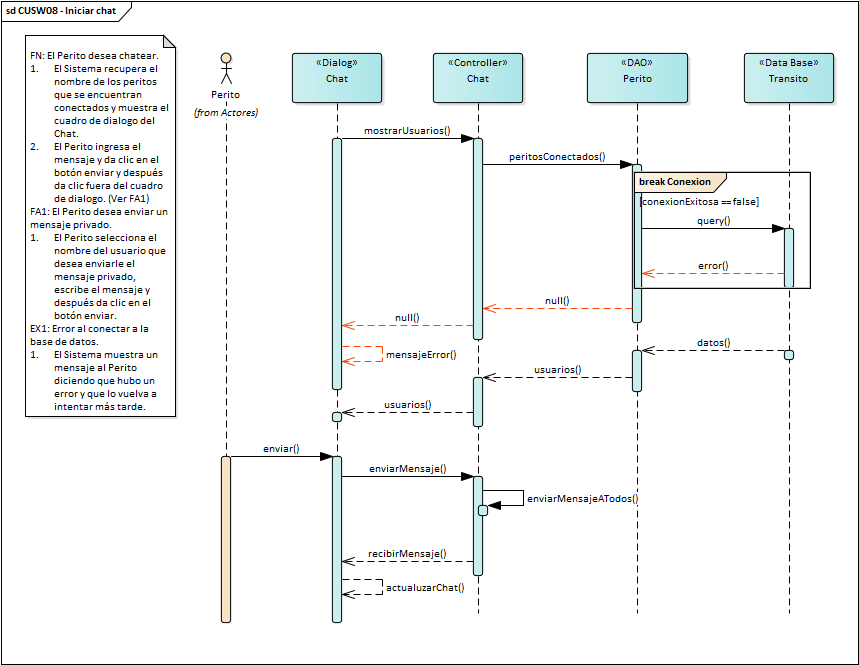 sd CUSW08 - Iniciar chat
FN: El Perito desea chatear.
1. El Sistema recupera el
nombre de los peritos
que se encuentran
conectados y muestra el
cuadro de dialogo del
Chat.
2. El Perito ingresa el
mensaje y da clic en el
botón enviar y después
da clic fuera del cuadro
de dialogo. (Ver FA1)
FA1: El Perito desea enviar un
mensaje privado.
1. El Perito selecciona el
nombre del usuario que
desea enviarle el
mensaje privado,
escribe el mensaje y
después da clic en el
botón enviar.
EX1: Error al conectar a la
base de datos.
1. El Sistema muestra un
mensaje al Perito
diciendo que hubo un
error y que lo vuelva a
intentar más tarde.
Perito
(from Actores)
«Dialog»
Chat
«Controller»
Chat
«DAO»
Perito
«Data Base»
Transito
mostrarUsuarios()
peritosConectados()
break Conexion
[conexionExitosa == false]
query()
error()
null()
null()
mensajeError()
datos()
usuarios()
usuarios()
enviar()
enviarMensaje()
enviarMensajeATodos()
recibirMensaje()
actualuzarChat()